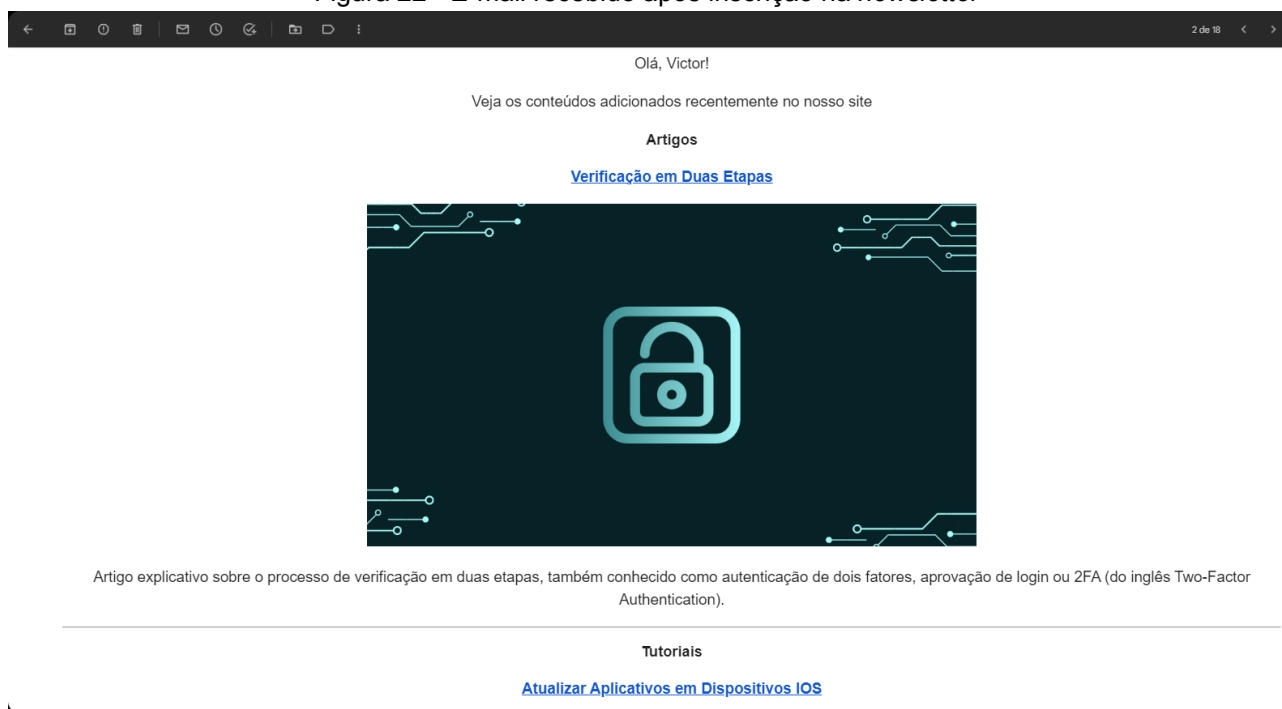 Figura 22 - E-mail recebido após inscrição na newsletter
2 de 18
Olá, Victor!
Veja os conteúdos adicionados recentemente no nosso site
Artigos
Verificação em Duas Etapas
Artigo explicativo sobre o processo de verificação em duas etapas, também conhecido como autenticação de dois fatores, aprovação de login ou 2FA (do inglês Two-Factor
Authentication).
Tutoriais
Atualizar Aplicativos em Dispositivos IOS